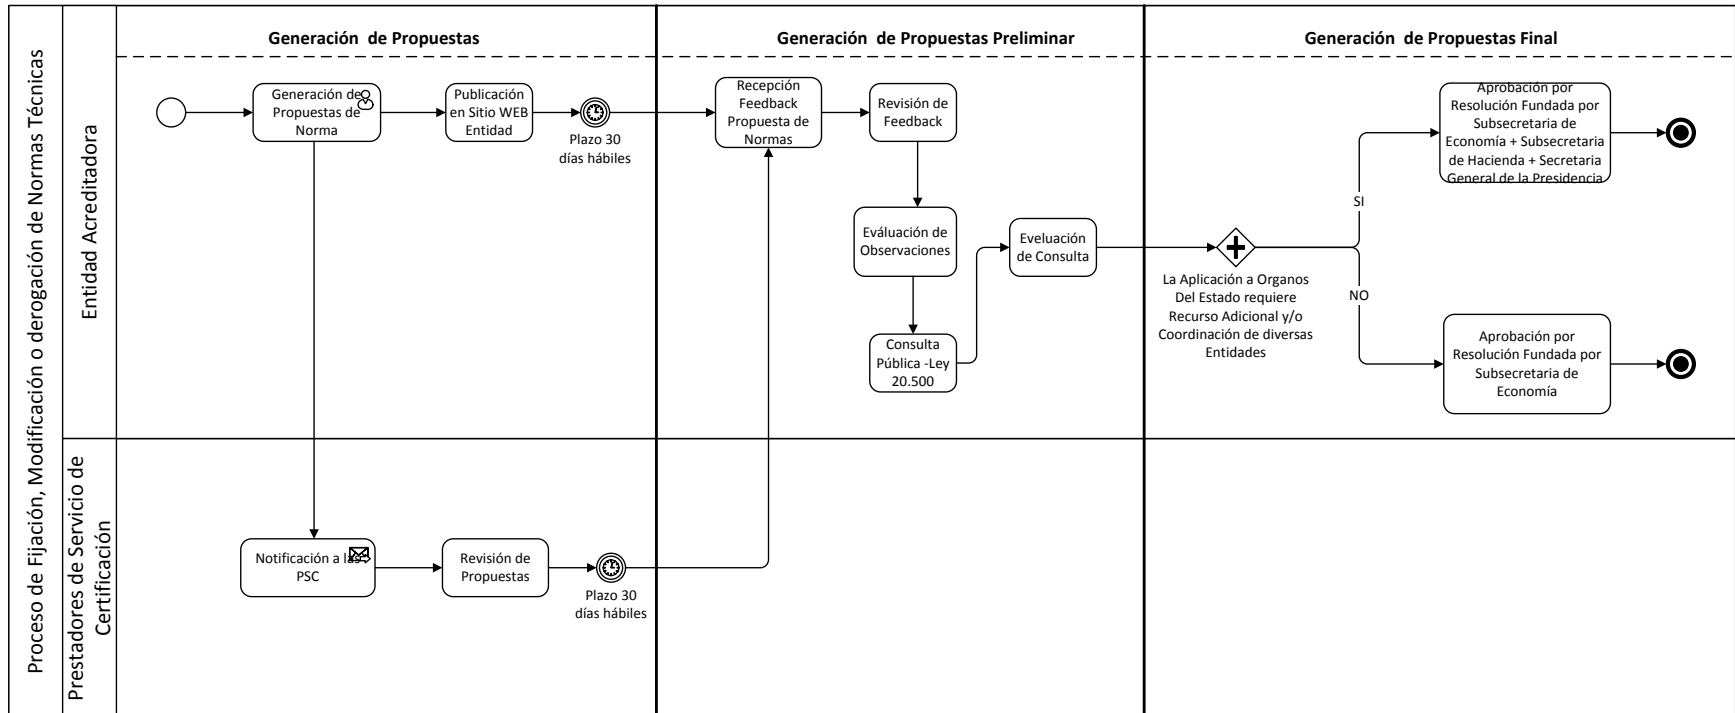 Proceso de Fijación, Modificación o derogación de Normas Técnicas
Entidad Acreditadora
Generación de Propuestas
Generación de Propuestas Preliminar
Generación de Propuestas Final
Generación de
Propuestas de
Norma
Publicación
en Sitio WEB
Entidad
Plazo 30
días hábiles
Recepción
Feedback
Propuesta de
Normas
Revisión de
Feedback
Eváluación de
Observaciones
Consulta
Pública -Ley
20.500
Eveluación
de Consulta
La Aplicación a Organos
Del Estado requiere
Recurso Adicional y/o
Coordinación de diversas
Entidades
SI
NO
Aprobación por
Resolución Fundada por
Subsecretaria de
Economía + Subsecretaria
de Hacienda + Secretaria
General de la Presidencia
Aprobación por
Resolución Fundada por
Subsecretaria de
Economía
Prestadores de Servicio de
Certificación
Notificación a las
PSC
Revisión de
Propuestas
Plazo 30
días hábiles